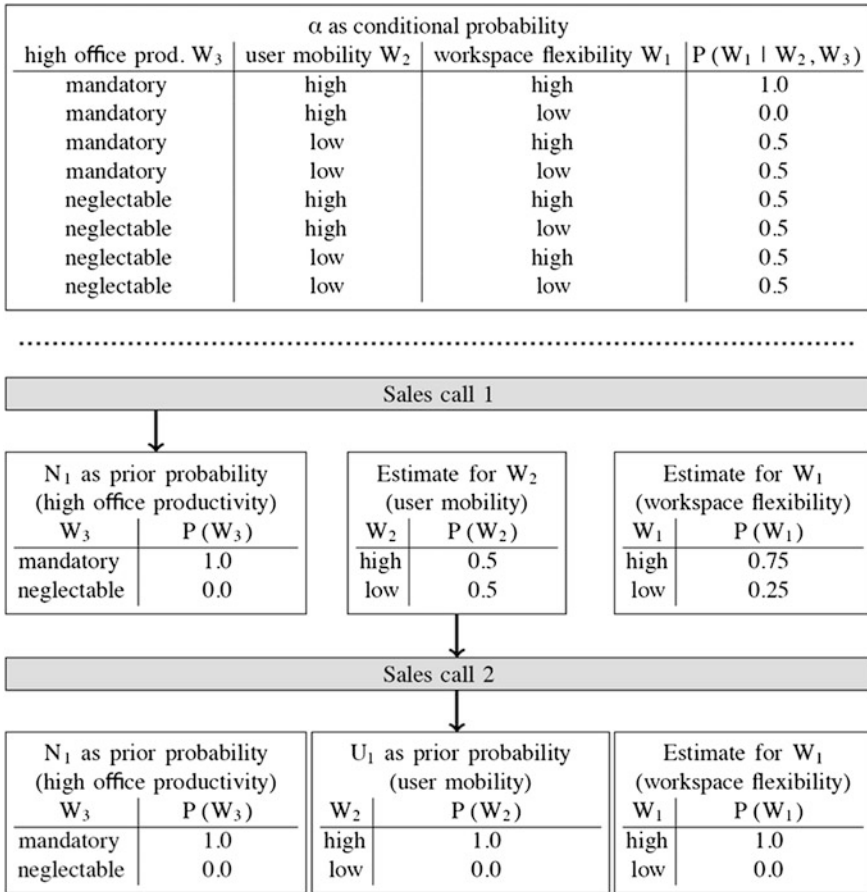 α as conditional probability
high office prod. W₃ user mobility W₂ workspace flexibility W₁ P(W₁ | W₂,W₃)
mandatory high high 1.0
mandatory high low 0.0
mandatory low high 0.5
mandatory low low 0.5
neglectable high high 0.5
neglectable high low 0.5
neglectable low high 0.5
neglectable low low 0.5
Sales call 1
N₁ as prior probability Estimate for W₂ Estimate for W₁
(high office productivity) (user mobility) (workspace flexibility)
W₃ P(W₃) W₂ P(W₂) W₁ P(W₁)
mandatory 1.0 high 0.5 high 0.75
neglectable 0.0 low 0.5 low 0.25
Sales call 2
N₁ as prior probability U₁ as prior probability Estimate for W₁
(high office productivity) (user mobility) (workspace flexibility)
W₃ P(W₃) W₂ P(W₂) W₁ P(W₁)
mandatory 1.0 high 1.0 high 1.0
neglectable 0.0 low 0.0 low 0.0